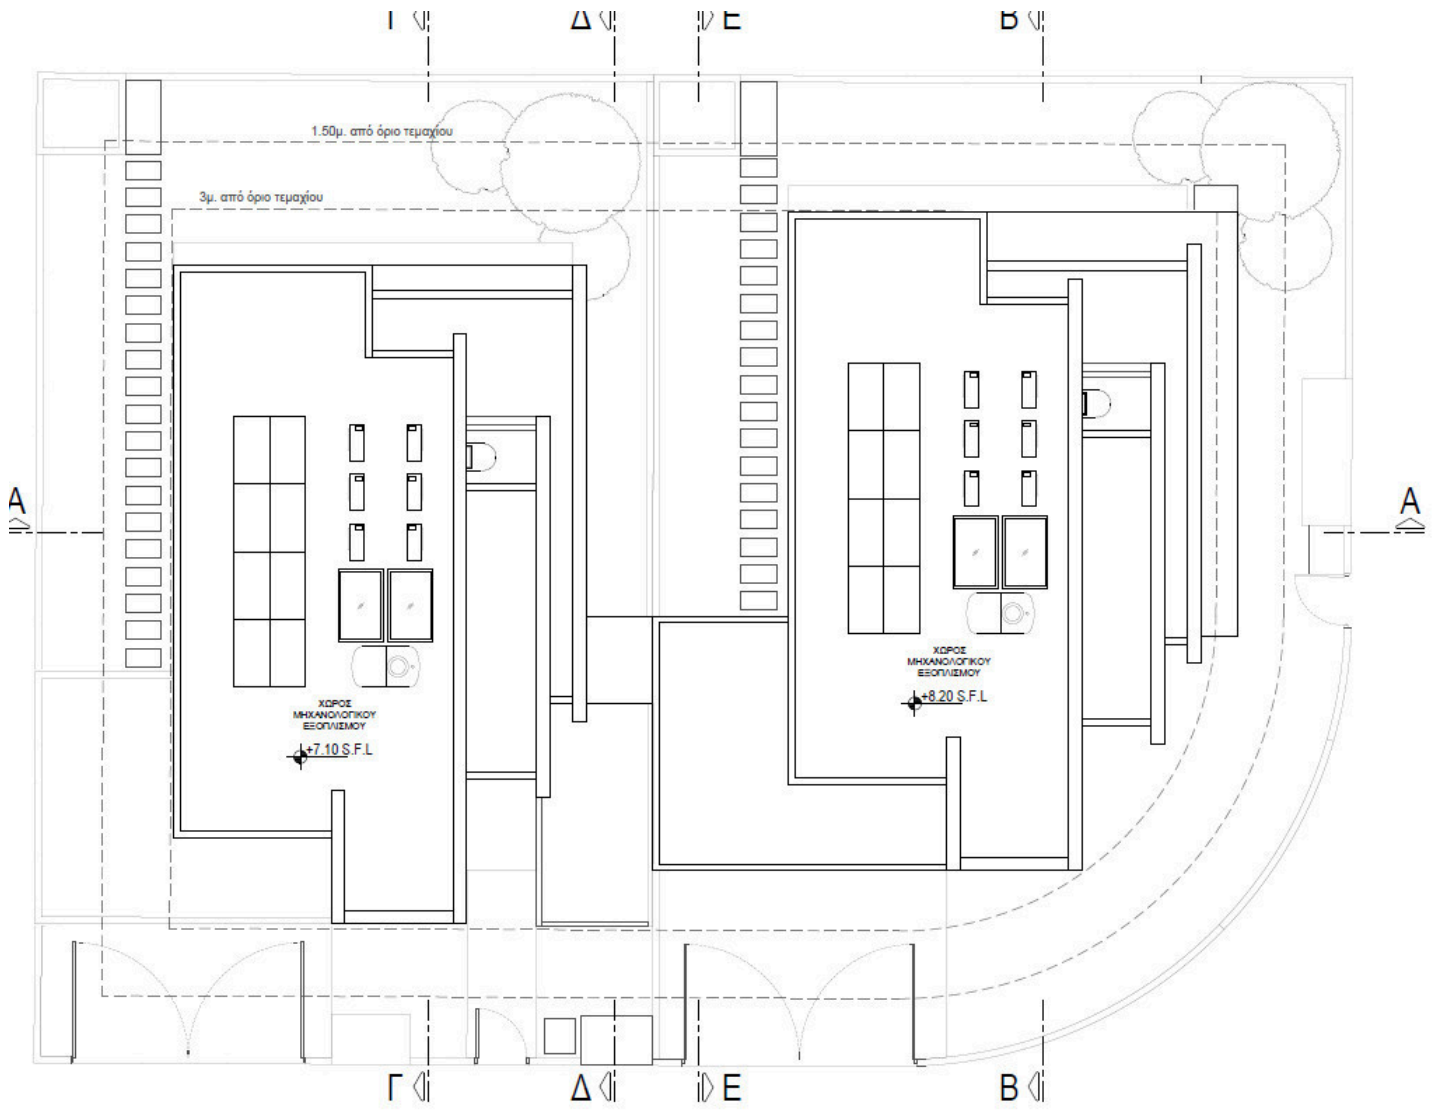 Γ Δ Ε Β
1.50μ. από όριο τεμαχίου
3μ. από όριο τεμαχίου
Α Α
ΧΩΡΟΣ
ΜΗΧΑΝΟΛΟΓΙΚΟΥ
ΕΞΟΠΛΙΣΜΟΥ
+8.20 S.F.L
ΧΩΡΟΣ
ΜΗΧΑΝΟΛΟΓΙΚΟΥ
ΕΞΟΠΛΙΣΜΟΥ
+7.10 S.F.L
Γ Δ Ε Β